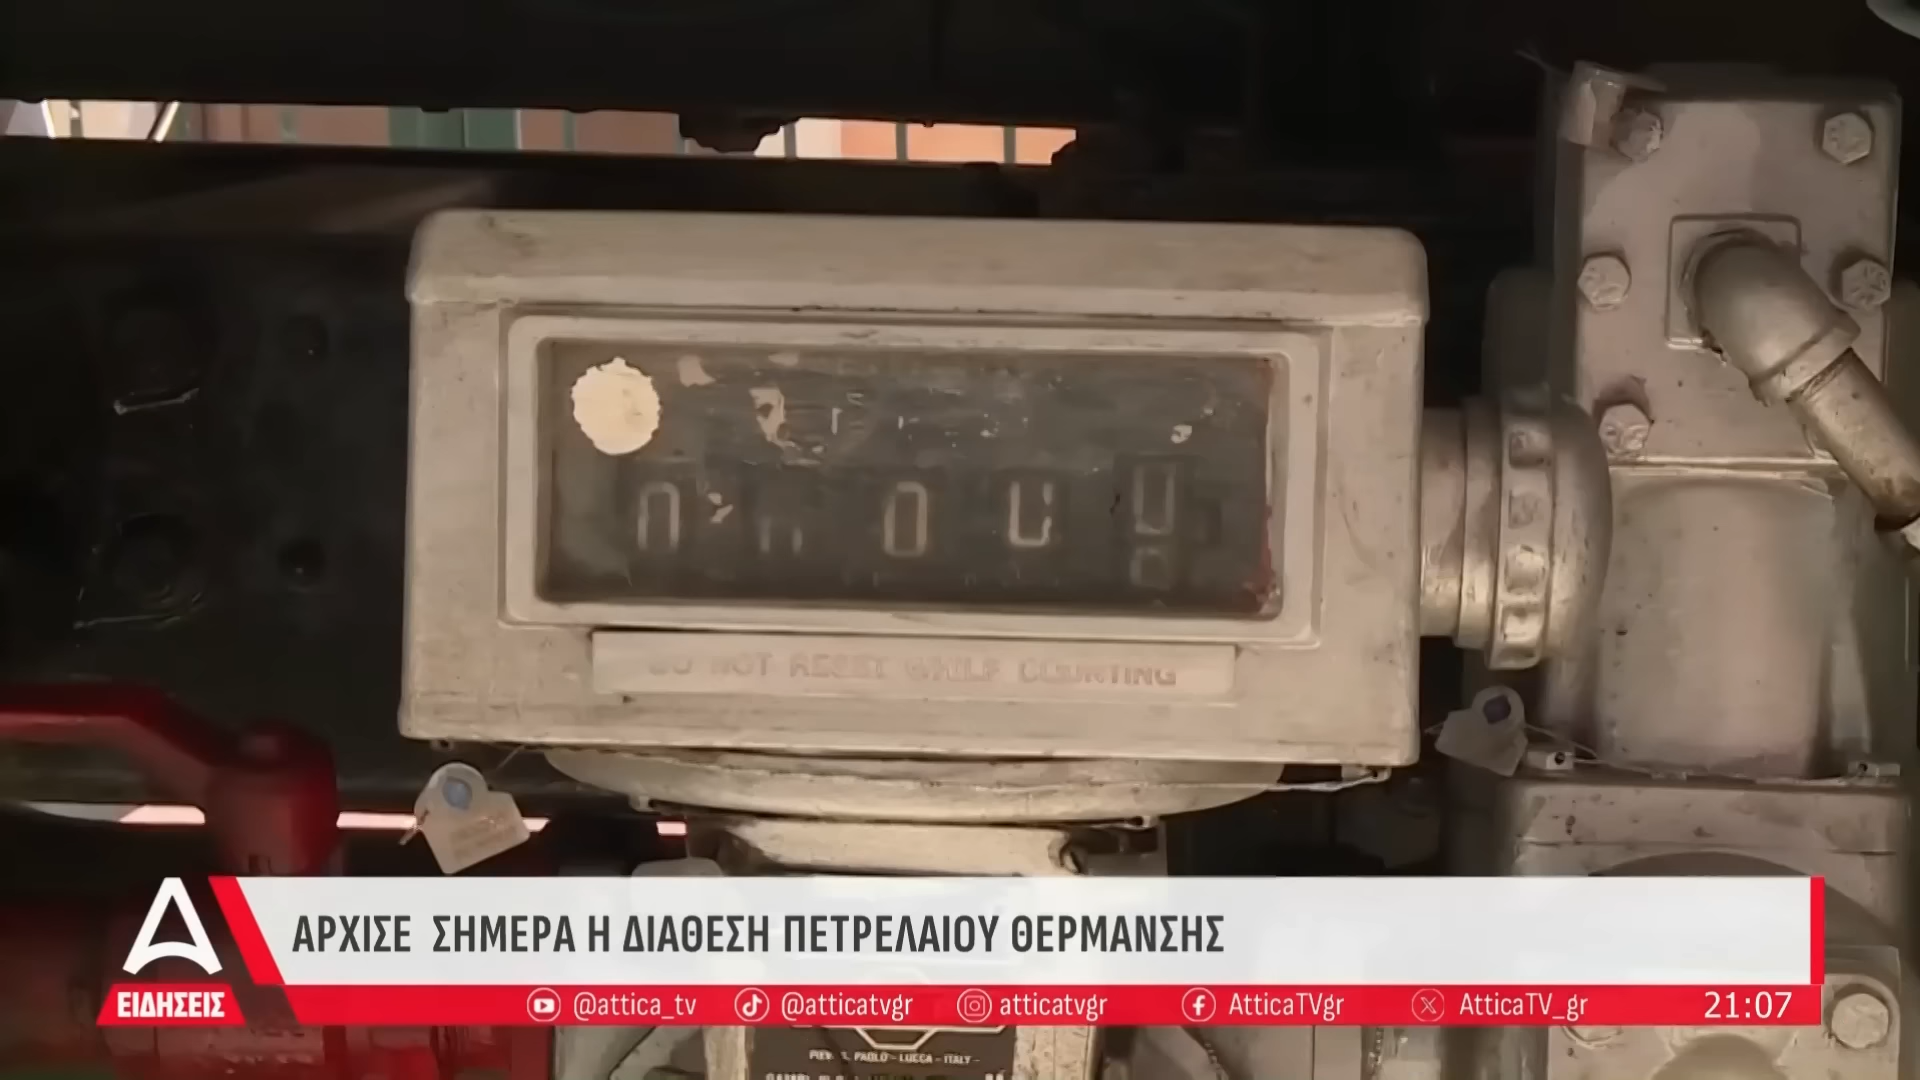 DO NOT RESET WHILE COUNTING
ΑΡΧΙΣΕ ΣΗΜΕΡΑ Η ΔΙΑΘΕΣΗ ΠΕΤΡΕΛΑΙΟΥ ΘΕΡΜΑΝΣΗΣ
ΕΙΔΗΣΕΙΣ
@attica_tv @atticatvgr atticatvgr AtticaTVgr AtticaTV_gr 21:07
PAOLO - LUCCA - ITALY -